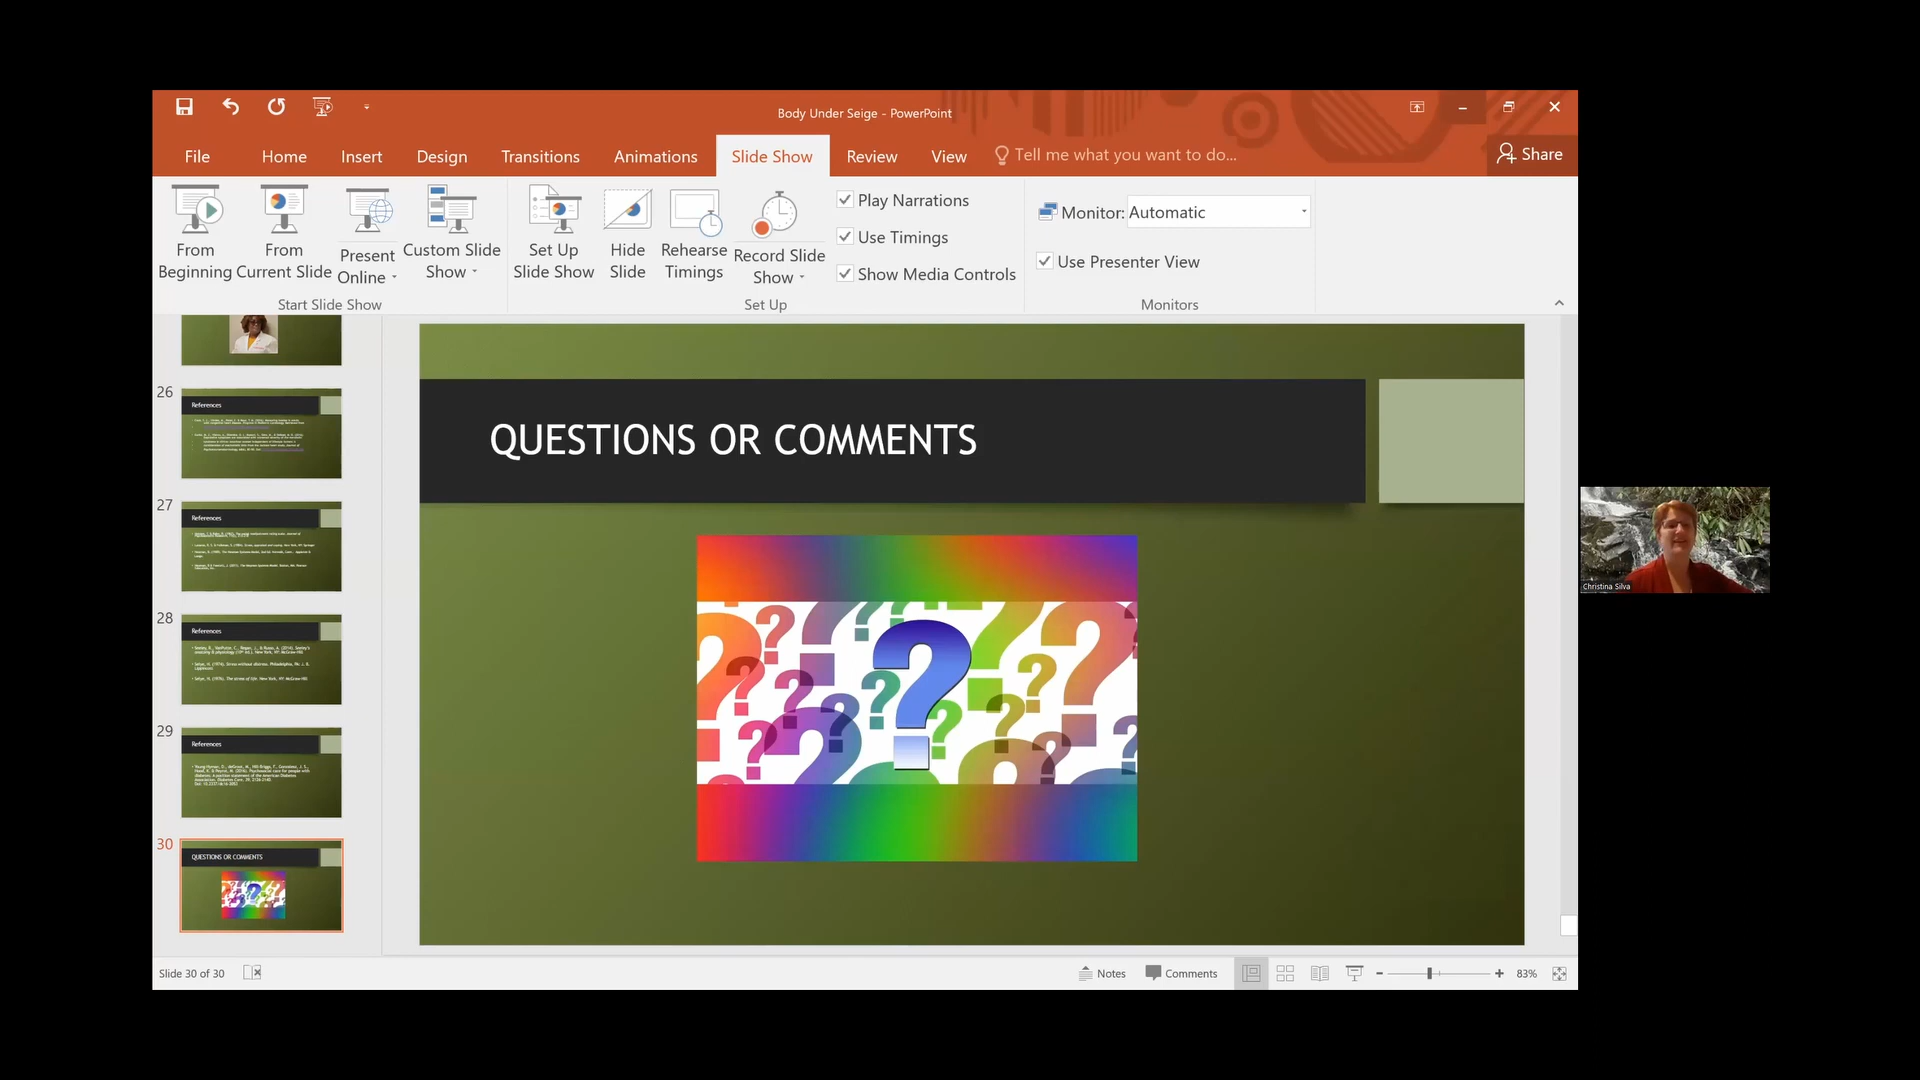 Body Under Seige - PowerPoint
File Home Insert Design Transitions Animations Slide Show Review View Tell me what you want to do... Share
From Beginning
From Current Slide
Present Online
Custom Slide Show
Set Up Slide Show
Hide Slide
Rehearse Timings
Record Slide Show
Play Narrations
Use Timings
Show Media Controls
Monitor: Automatic
Use Presenter View
Start Slide Show
Set Up
Monitors
26
References
27
References
28
References
29
References
30
QUESTIONS OR COMMENTS
QUESTIONS OR COMMENTS
?
Christina Silva
Slide 30 of 30
Notes
Comments
83%